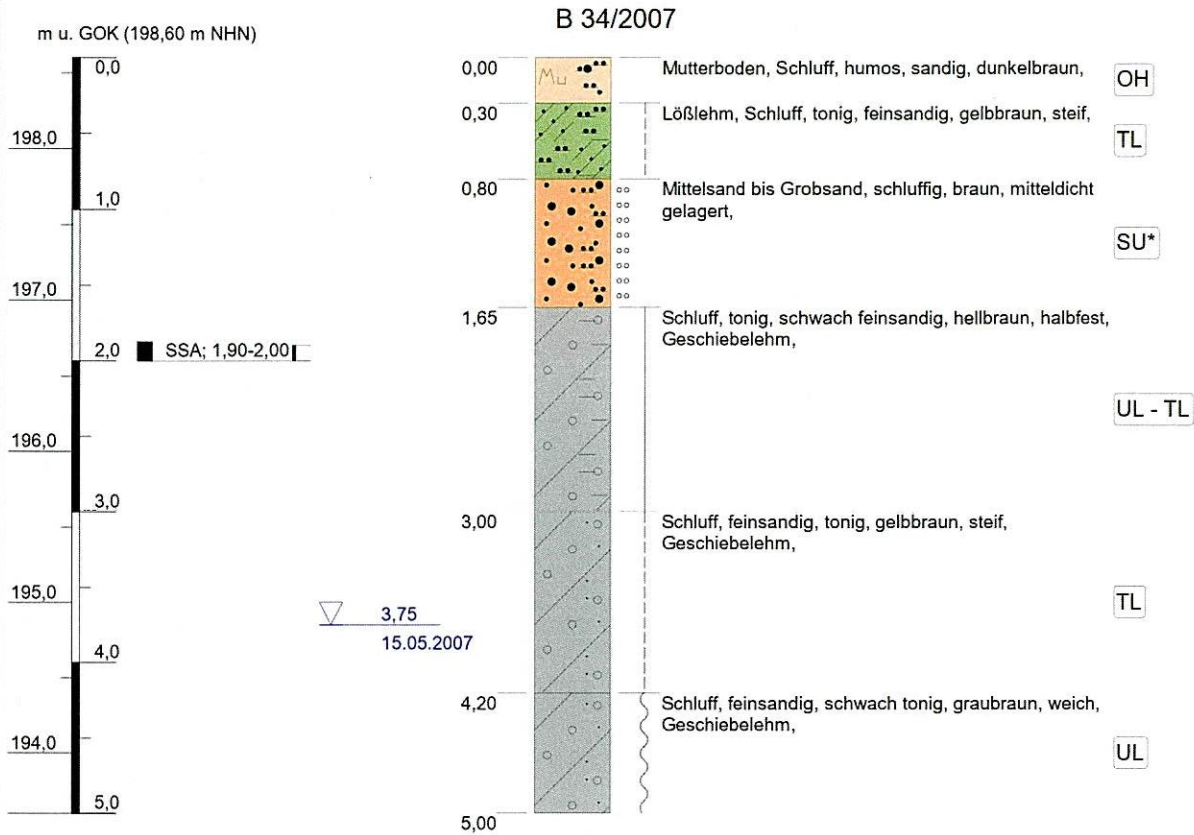 B 34/2007
m u. GOK (198,60 m NHN)
0,0
198,0
1,0
197,0
2,0
196,0
3,0
195,0
4,0
194,0
5,0
SSA; 1,90-2,00
3,75
15.05.2007
0,00
Mu
Mutterboden, Schluff, humos, sandig, dunkelbraun,
OH
0,30
Lößlehm, Schluff, tonig, feinsandig, gelbbraun, steif,
TL
0,80
Mittelsand bis Grobsand, schluffig, braun, mitteldicht
gelagert,
SU*
1,65
Schluff, tonig, schwach feinsandig, hellbraun, halbfest,
Geschiebelehm,
UL - TL
3,00
Schluff, feinsandig, tonig, gelbbraun, steif,
Geschiebelehm,
TL
4,20
Schluff, feinsandig, schwach tonig, graubraun, weich,
Geschiebelehm,
UL
5,00